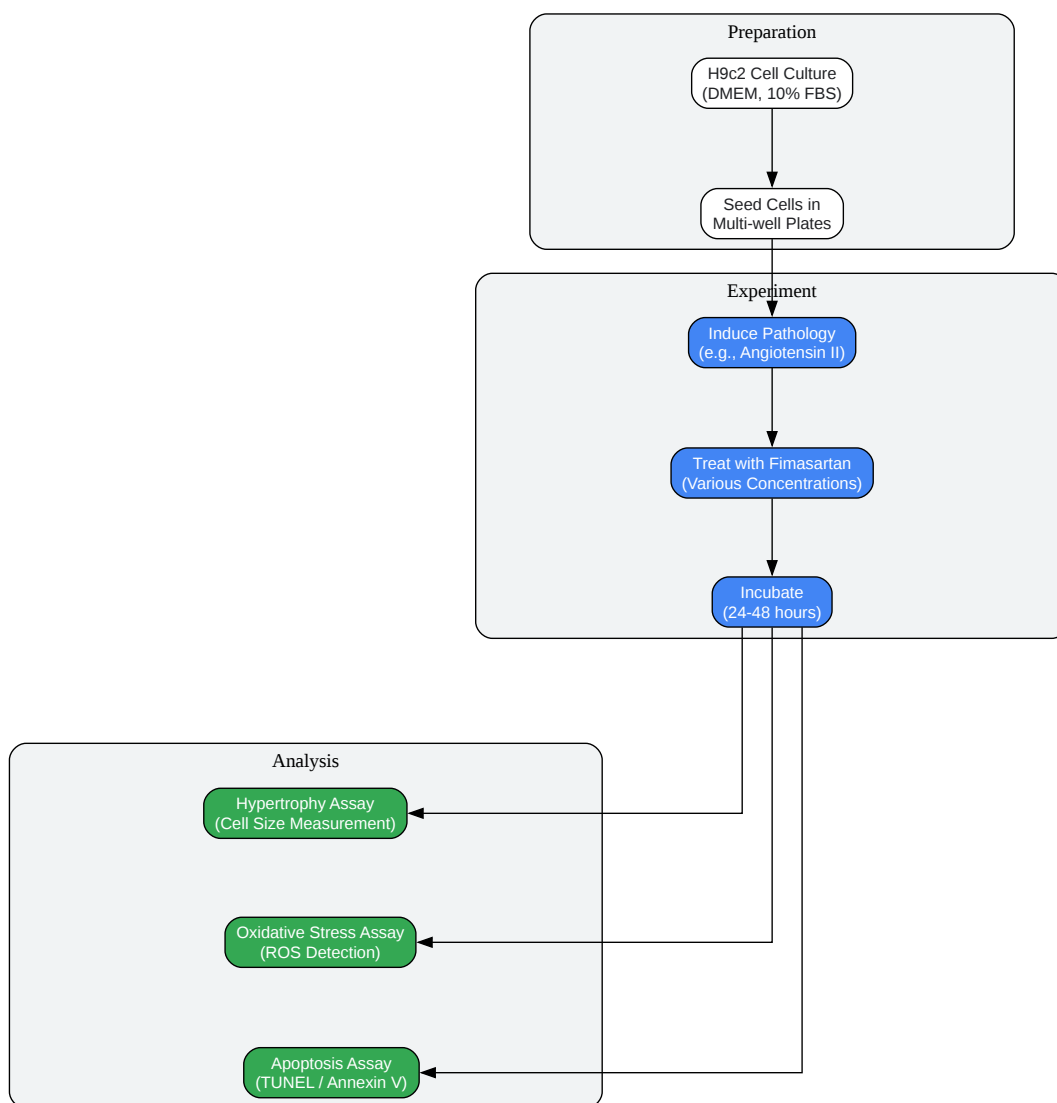 Preparation
H9c2 Cell Culture
(DMEM, 10% FBS)
Seed Cells in
Multi-well Plates
Experiment
Induce Pathology
(e.g., Angiotensin II)
Treat with Fimasartan
(Various Concentrations)
Incubate
(24-48 hours)
Analysis
Hypertrophy Assay
(Cell Size Measurement)
Oxidative Stress Assay
(ROS Detection)
Apoptosis Assay
(TUNEL / Annexin V)